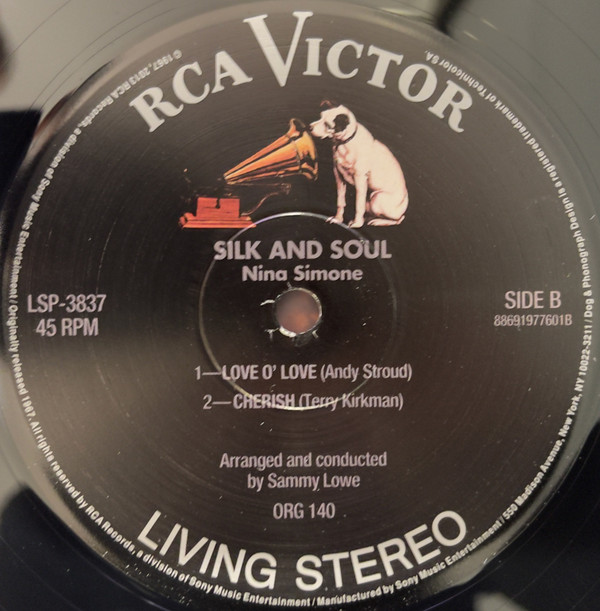 RCA VICTOR
SILK AND SOUL
Nina Simone
LSP-3837
45 RPM
SIDE B
88691977601B
1—LOVE O' LOVE (Andy Stroud)
2—CHERISH (Terry Kirkman)
Arranged and conducted
by Sammy Lowe
ORG 140
LIVING STEREO
© 1967, 2013 RCA Records, a division of Sony Music Entertainment / Originally released 1967. All rights reserved by RCA Records, a division of Sony Music Entertainment / Manufactured by Sony Music Entertainment / 550 Madison Avenue, New York, NY 10022-3211 / Dog & Phonograph Design is a registered trademark of Technicolor SA.